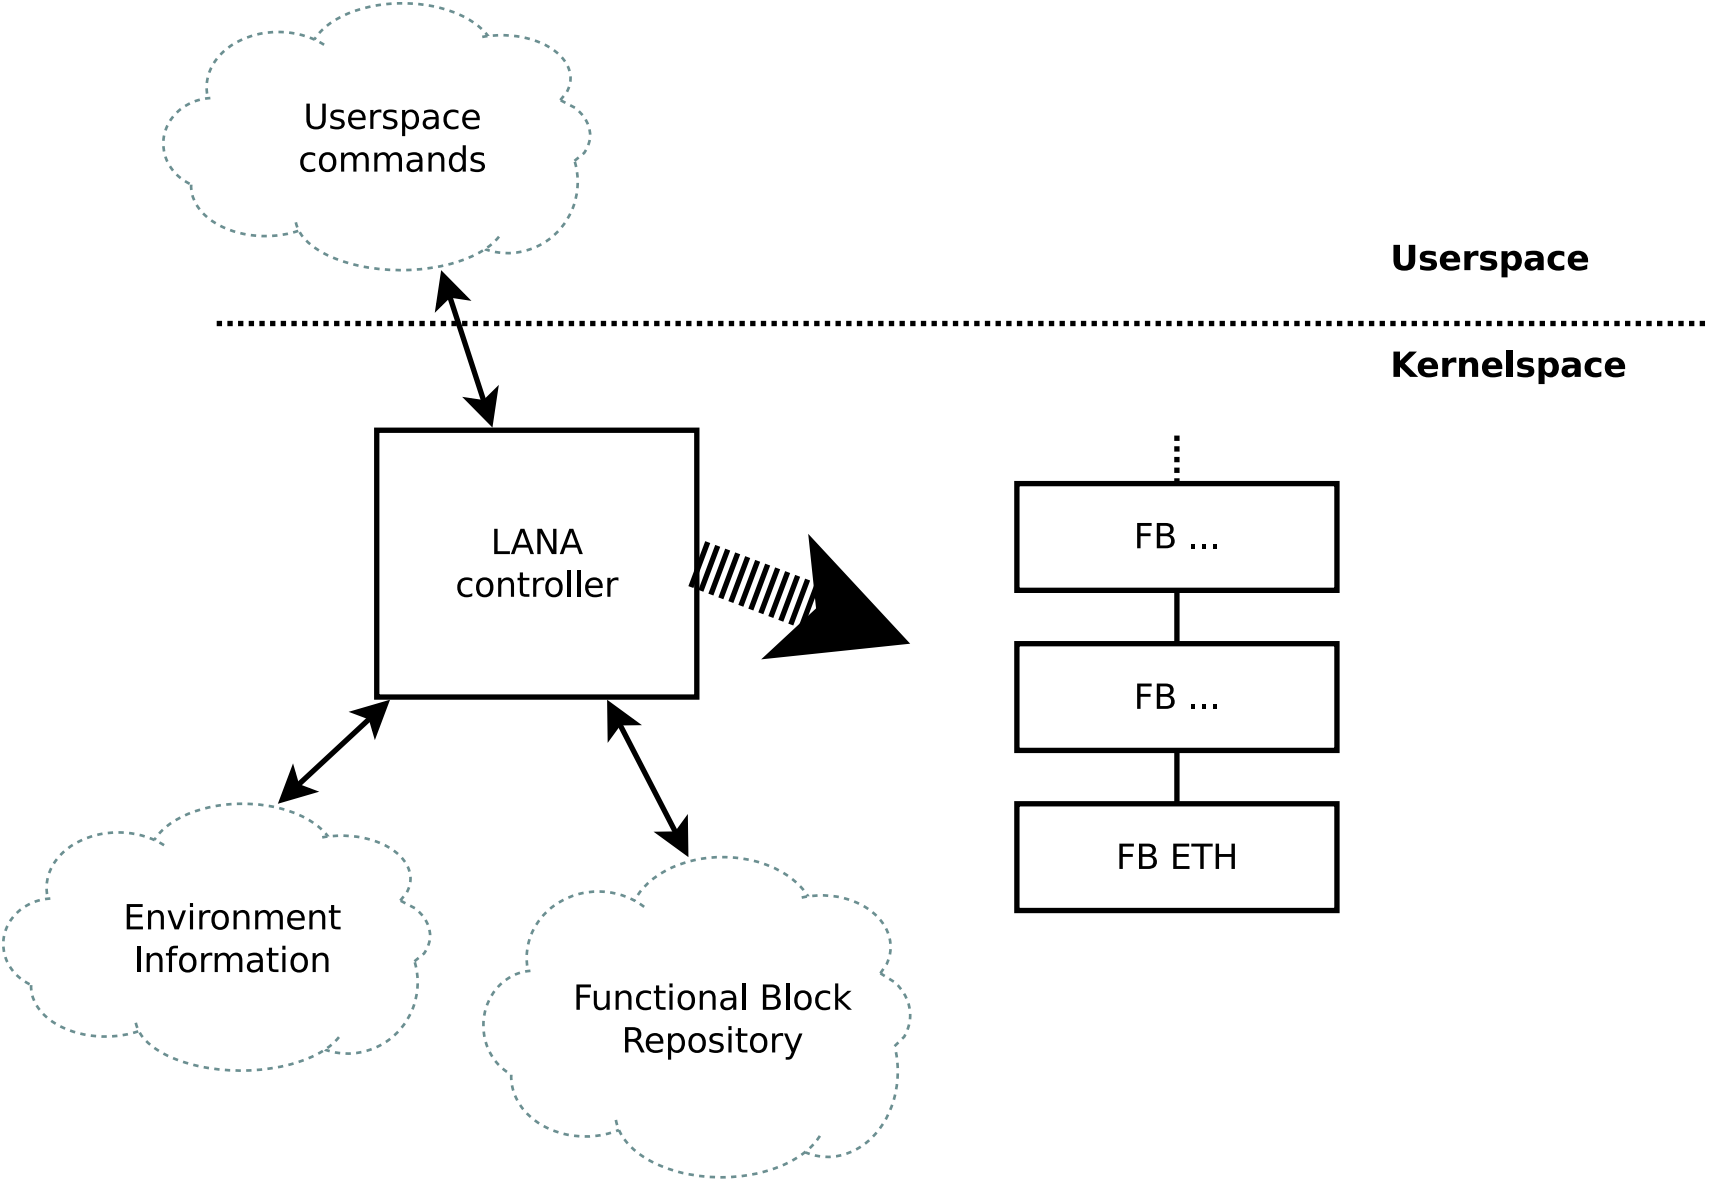 Userspace
commands
Userspace
Kernelspace
LANA
controller
FB ...
FB ...
FB ETH
Environment
Information
Functional Block
Repository